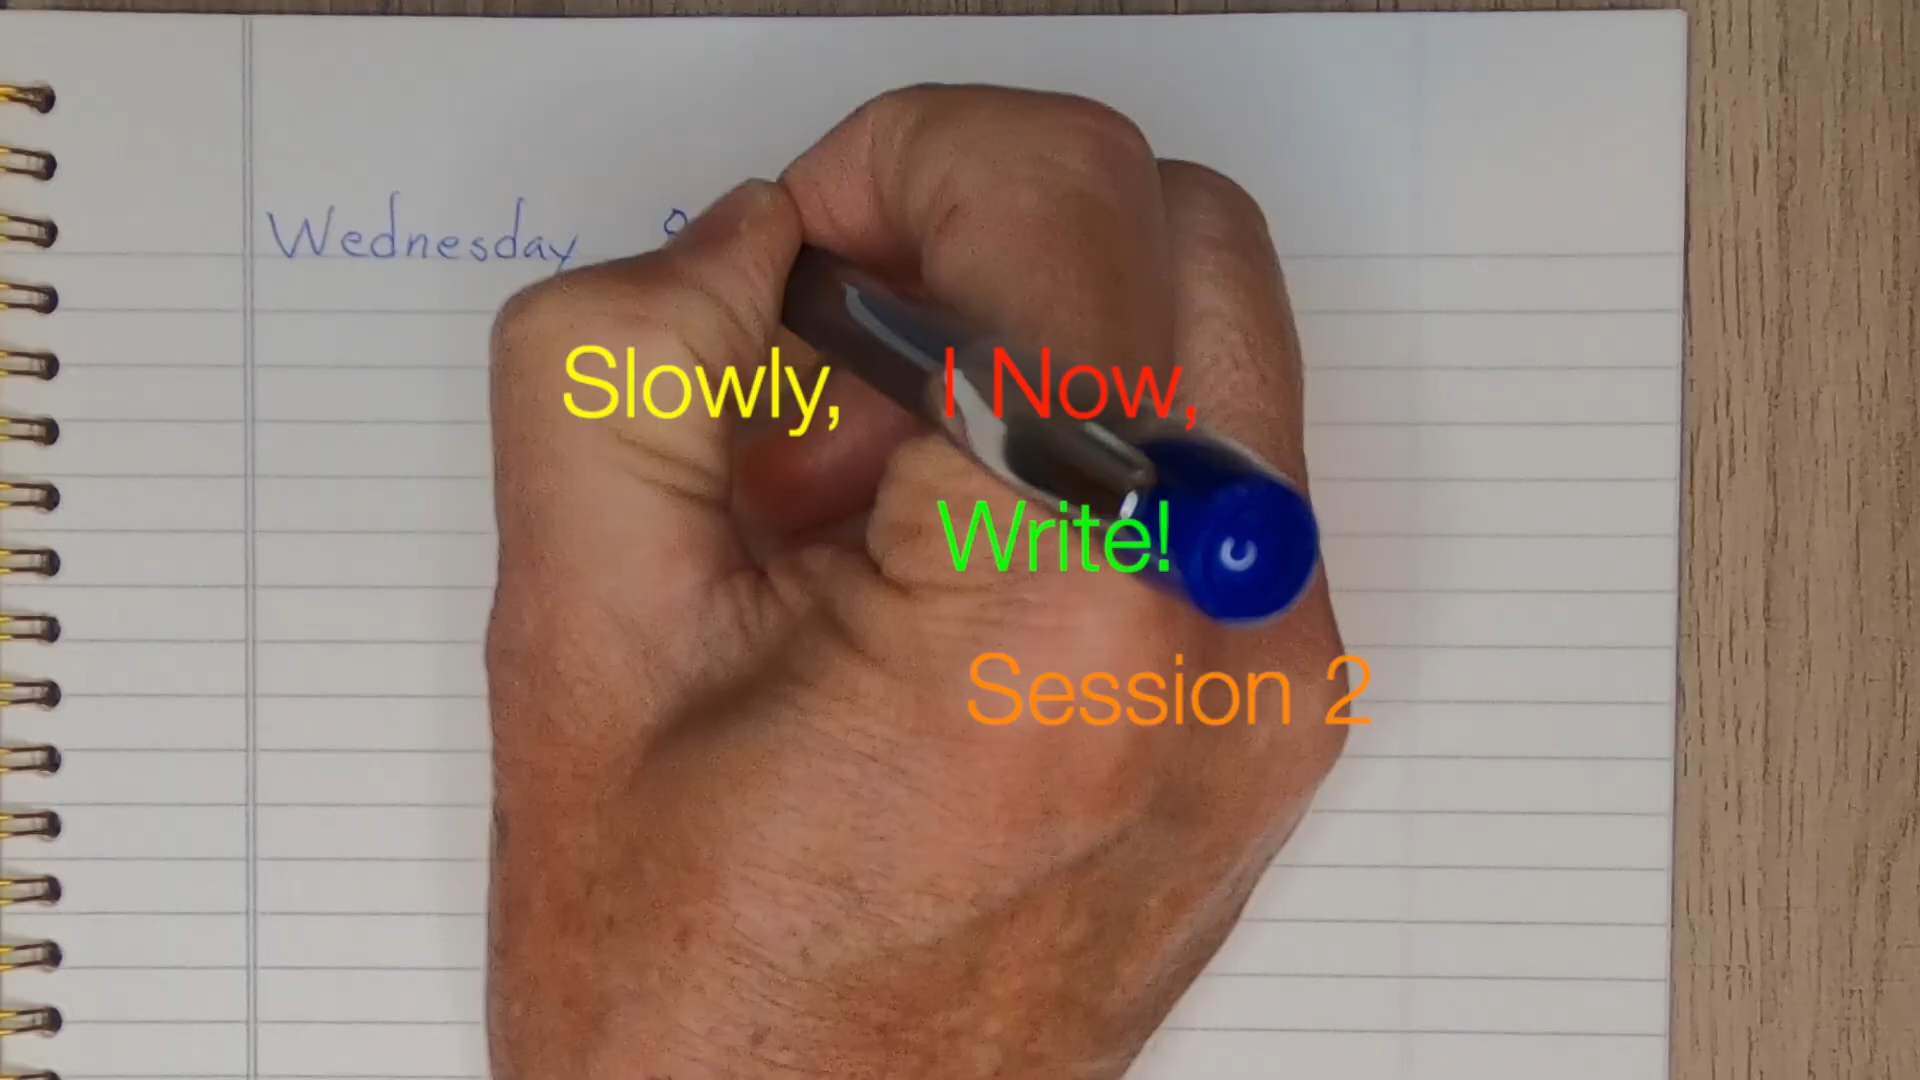 Wednesday
Slowly, I Now,
Write!
Session 2